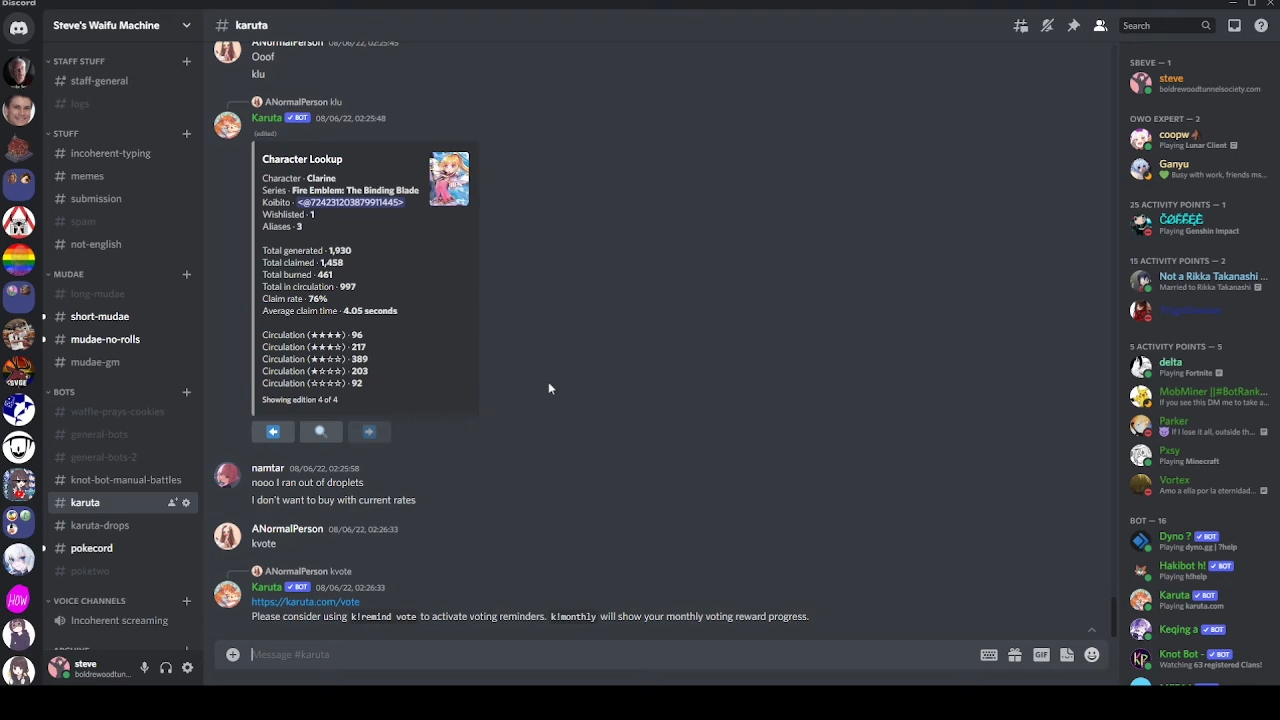 Discord
Steve's Waifu Machine
karuta
Search
STAFF STUFF
staff-general
logs
STUFF
incoherent-typing
memes
submission
spam
not-english
MUDAE
long-mudae
short-mudae
mudae-no-rolls
mudae-gm
BOTS
waffle-prays-cookies
general-bots
general-bots-2
knot-bot-manual-battles
karuta
karuta-drops
pokecord
poketwo
VOICE CHANNELS
Incoherent screaming
steve
boldrewoodtun...
HOW
ANormalPerson 08/06/22, 02:25:45
Ooof
klu
ANormalPerson klu
Karuta BOT 08/06/22, 02:25:48
(edited)
Character Lookup
Character · Clarine
Series · Fire Emblem: The Binding Blade
Koibito · <@724231203879911445>
Wishlisted · 1
Aliases · 3
Total generated · 1,930
Total claimed · 1,458
Total burned · 461
Total in circulation · 997
Claim rate · 76%
Average claim time · 4.05 seconds
Circulation (★★★★) · 96
Circulation (★★★☆) · 217
Circulation (★★☆☆) · 389
Circulation (★☆☆☆) · 203
Circulation (☆☆☆☆) · 92
Showing edition 4 of 4
namtar 08/06/22, 02:25:58
nooo I ran out of droplets
I don't want to buy with current rates
ANormalPerson 08/06/22, 02:26:33
kvote
ANormalPerson kvote
Karuta BOT 08/06/22, 02:26:33
https://karuta.com/vote
Please consider using k!remind vote to activate voting reminders. k!monthly will show your monthly voting reward progress.
Message #karuta
GIF
SBEVE — 1
steve
boldrewoodtunnelsociety.com
OWO EXPERT — 2
coopw
Playing Lunar Client
Ganyu
Busy with work, friends ms...
25 ACTIVITY POINTS — 1
Playing Genshin Impact
15 ACTIVITY POINTS — 2
Not a Rikka Takanashi ...
Married to Rikka Takanashi
5 ACTIVITY POINTS — 5
delta
Playing Fortnite
MobMiner ||#BotRank...
If you see this DM me to take a...
Parker
If I lose it all, outside th...
Pxsy
Playing Minecraft
Vortex
Amo a ella por la eternidad...
BOT — 16
Dyno ? BOT
Playing dyno.gg | ?help
Hakibot h! BOT
Playing h!help
Karuta BOT
Playing karuta.com
Keqing a BOT
Knot Bot - BOT
Watching 63 registered Clans!